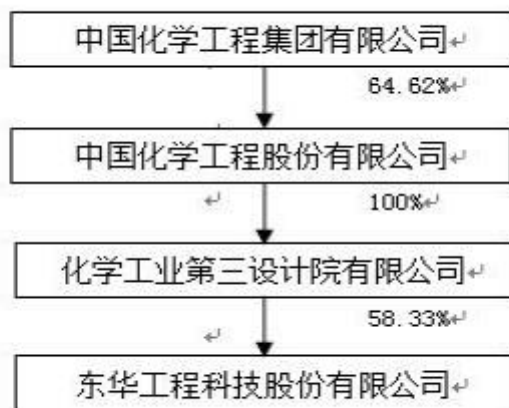 中国化学工程集团有限公司↵
64.62%↵
中国化学工程股份有限公司↵
↵ 100%↵
化学工业第三设计院有限公司↵
↵ 58.33%↵
东华工程科技股份有限公司↵